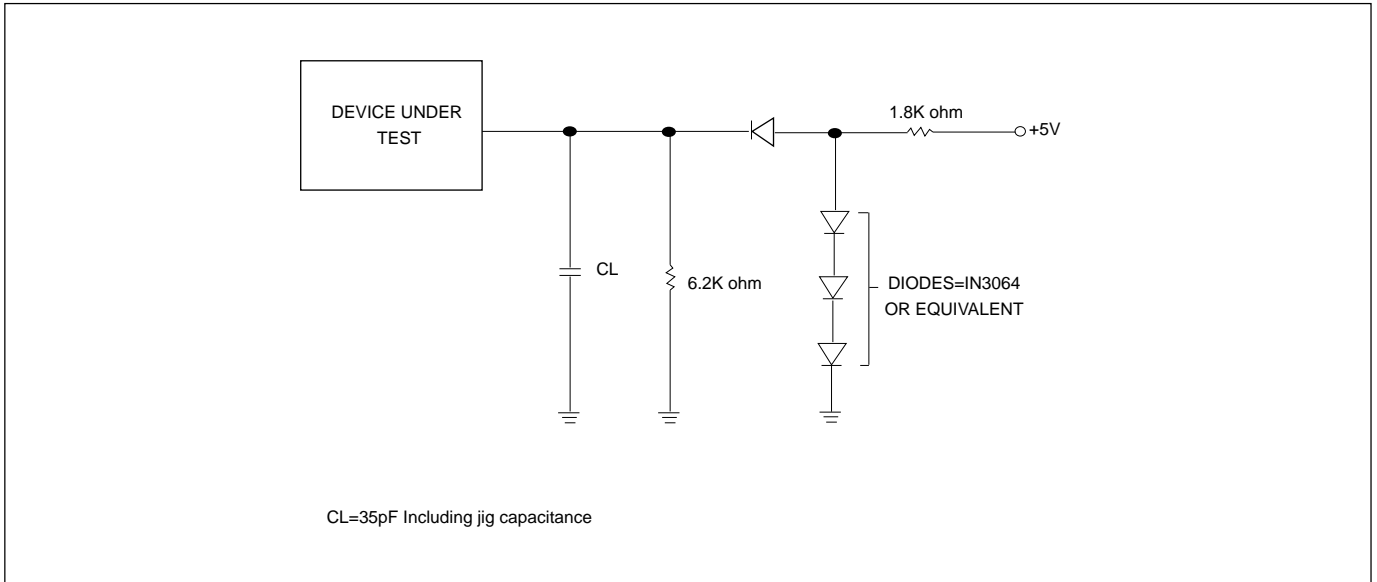 DEVICE UNDER
TEST
1.8K ohm
+5V
CL
6.2K ohm
DIODES=IN3064
OR EQUIVALENT
CL=35pF Including jig capacitance